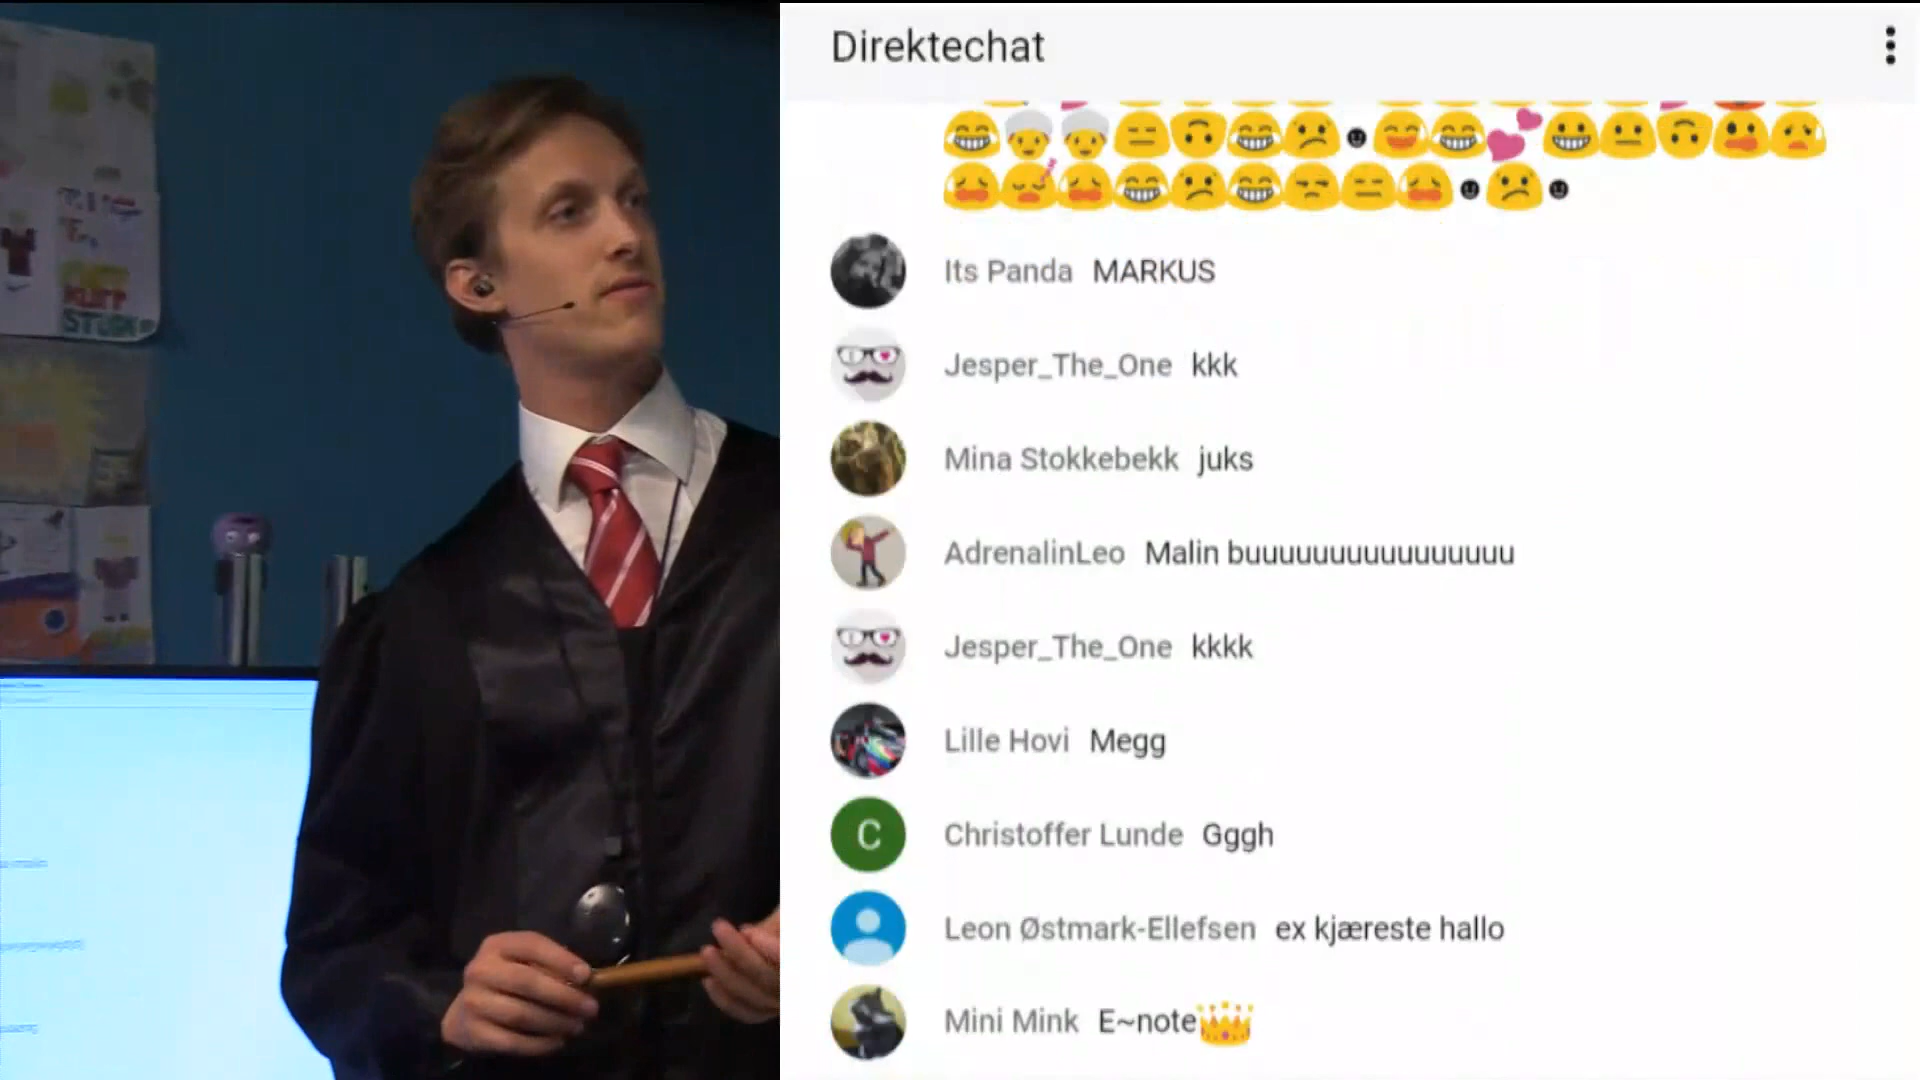 Direktechat
Its Panda MARKUS
Jesper_The_One kkk
Mina Stokkebekk juks
AdrenalinLeo Malin buuuuuuuuuuuuuuuu
Jesper_The_One kkkk
Lille Hovi Megg
C Christoffer Lunde Gggh
Leon Østmark-Ellefsen ex kjæreste hallo
Mini Mink E~note